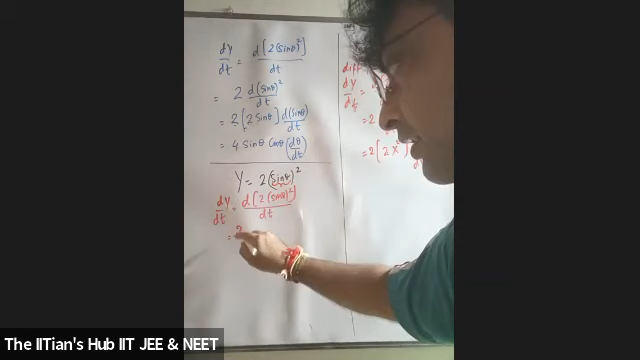 dy/dt = d[2(sinθ)²]/dt
= 2 d(sinθ)²/dt
= 2[2 sinθ] d(sinθ)/dt
= 4 sinθ cosθ (dθ/dt)
Y = 2(sinθ)²
dy/dt = d[2(sinθ)²]/dt
= 2
diff
dy/dt =
= 2
= 2[2x
The IITian's Hub IIT JEE & NEET